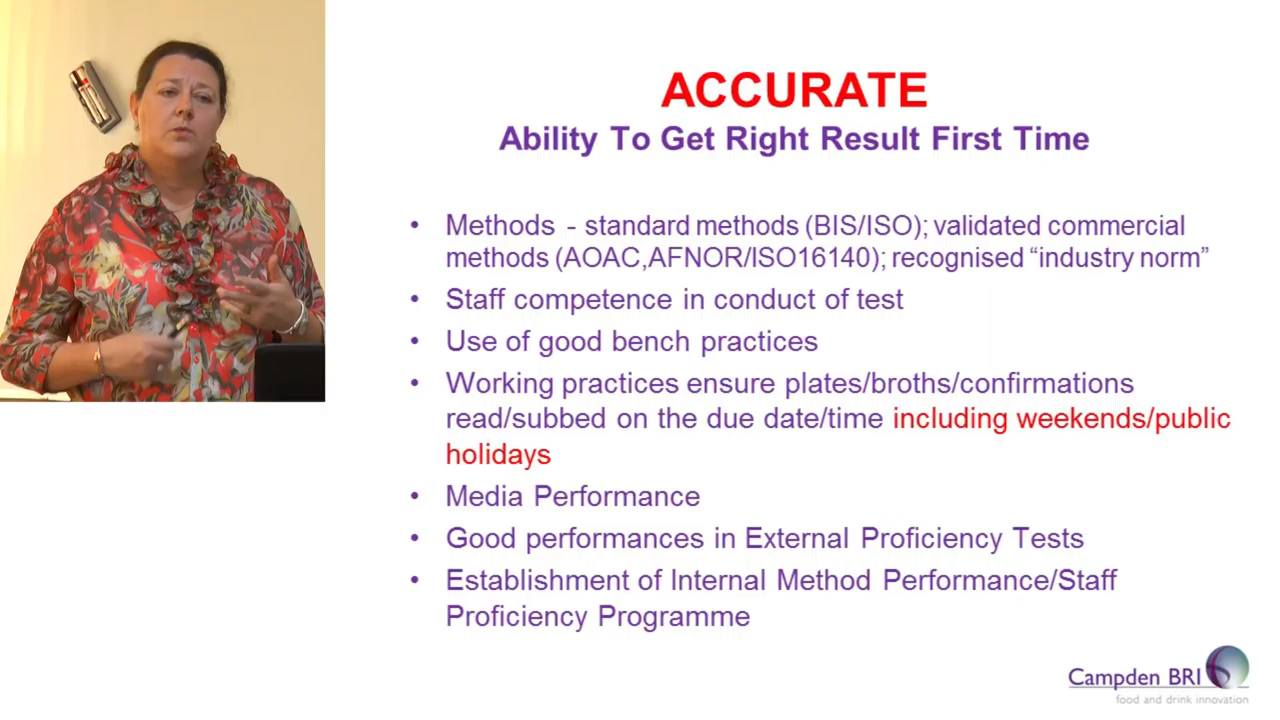 ACCURATE
Ability To Get Right Result First Time
• Methods - standard methods (BIS/ISO); validated commercial
methods (AOAC,AFNOR/ISO16140); recognised “industry norm”
• Staff competence in conduct of test
• Use of good bench practices
• Working practices ensure plates/broths/confirmations
read/subbed on the due date/time including weekends/public
holidays
• Media Performance
• Good performances in External Proficiency Tests
• Establishment of Internal Method Performance/Staff
Proficiency Programme
Campden BRI
food and drink innovation